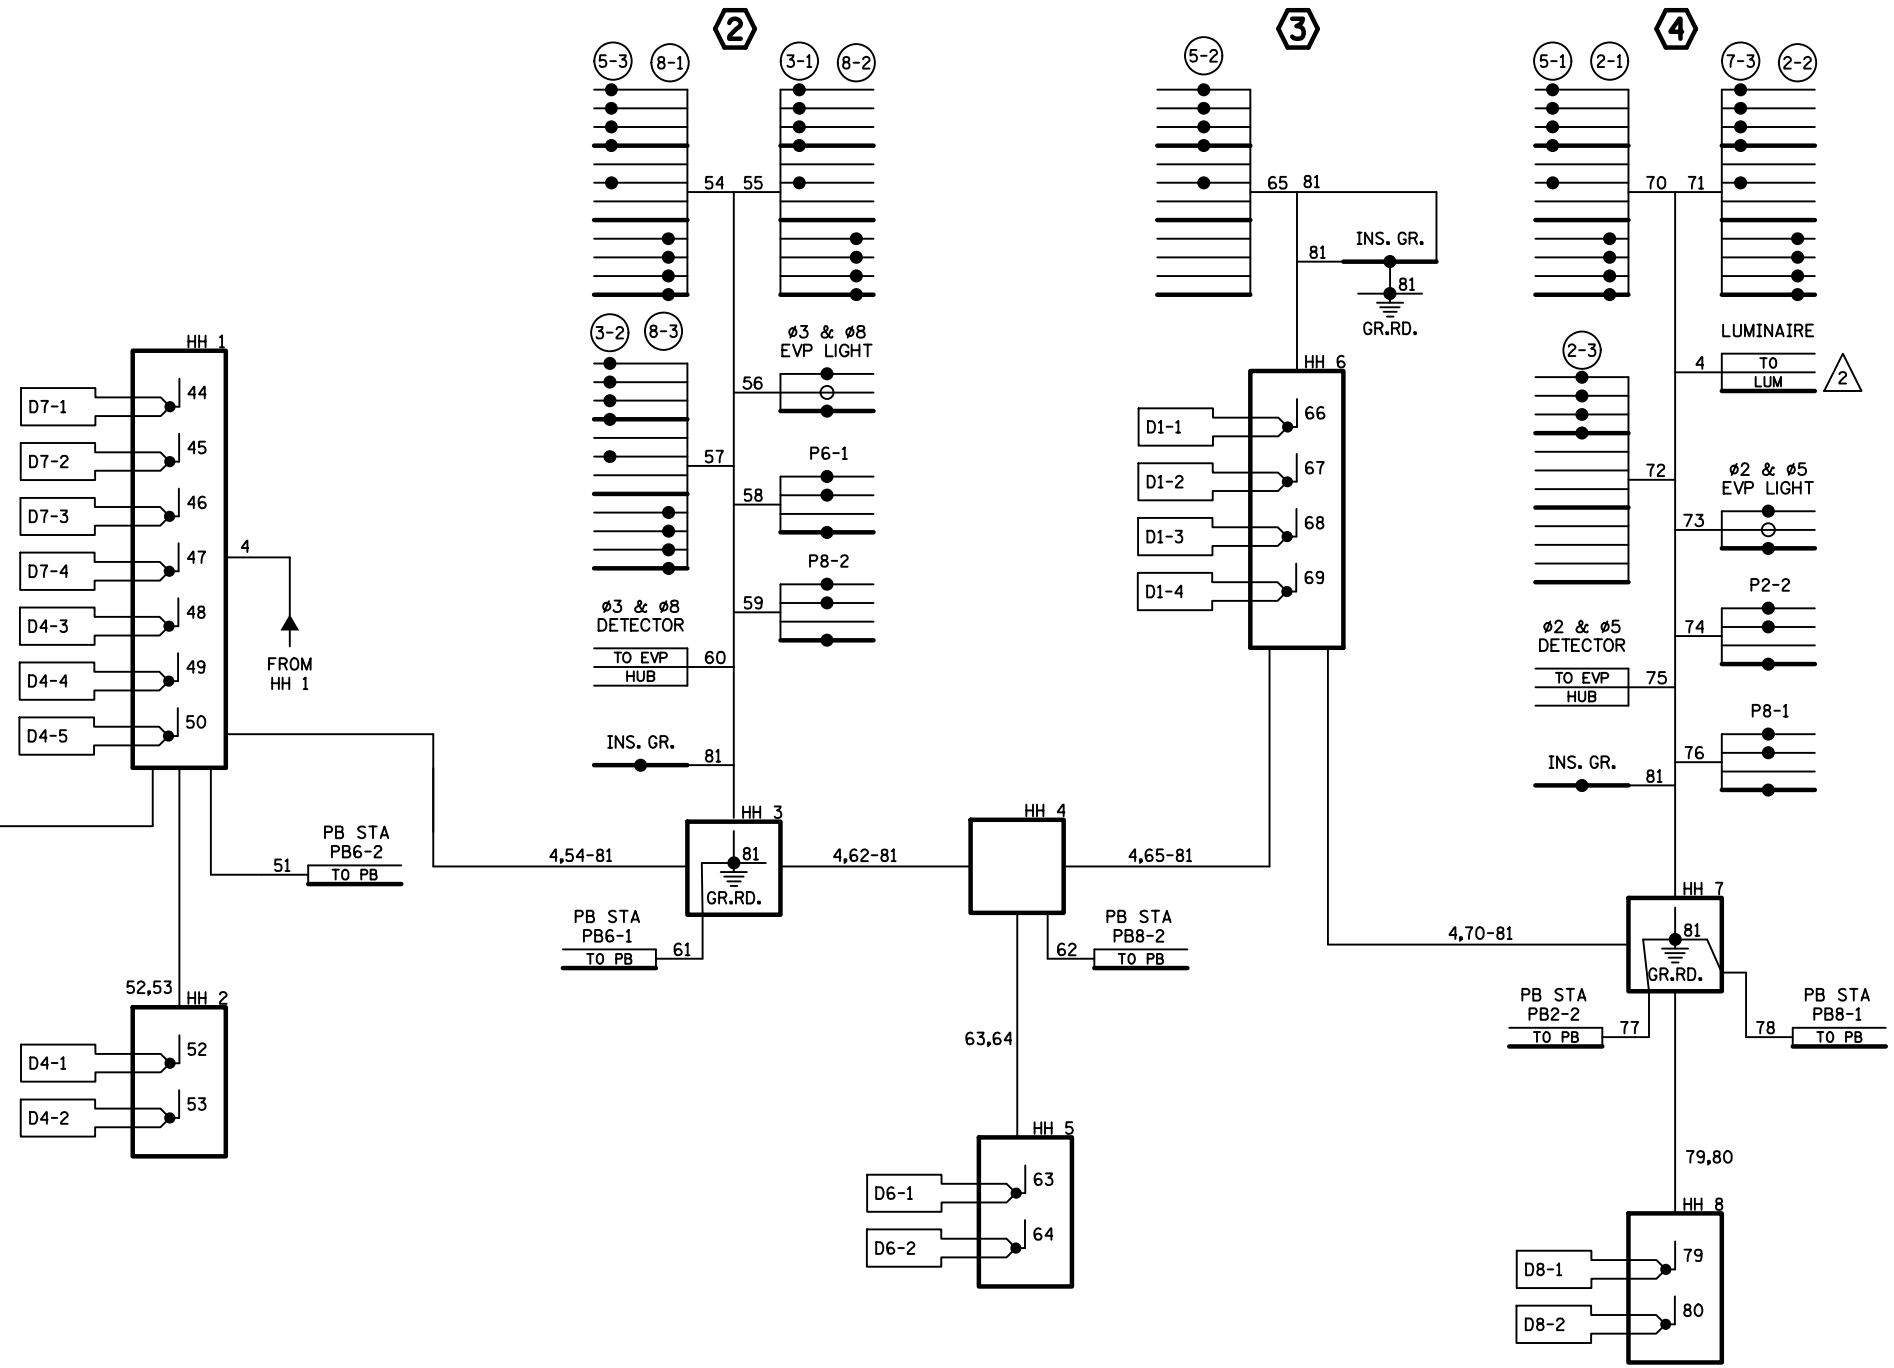 2
5-3
8-1
3-1
8-2
54
55
3-2
8-3
ø3 & ø8
EVP LIGHT
56
57
P6-1
58
P8-2
59
ø3 & ø8
DETECTOR
TO EVP
HUB
60
INS. GR.
81
HH 1
D7-1
44
D7-2
45
D7-3
46
D7-4
47
D4-3
48
D4-4
49
D4-5
50
4
FROM
HH 1
PB STA
PB6-2
51
TO PB
52,53
HH 2
D4-1
52
D4-2
53
4,54-81
HH 3
81
GR.RD.
PB STA
PB6-1
TO PB
61
4,62-81
HH 4
PB STA
PB8-2
62
TO PB
63,64
HH 5
D6-1
63
D6-2
64
4,65-81
3
5-2
65
81
INS. GR.
81
81
GR.RD.
HH 6
D1-1
66
D1-2
67
D1-3
68
D1-4
69
4,70-81
4
5-1
2-1
7-3
2-2
70
71
LUMINAIRE
4
TO
LUM
2
2-3
72
ø2 & ø5
EVP LIGHT
73
P2-2
74
ø2 & ø5
DETECTOR
TO EVP
HUB
75
P8-1
76
INS. GR.
81
HH 7
81
GR.RD.
PB STA
PB2-2
TO PB
77
PB STA
PB8-1
78
TO PB
79,80
HH 8
D8-1
79
D8-2
80